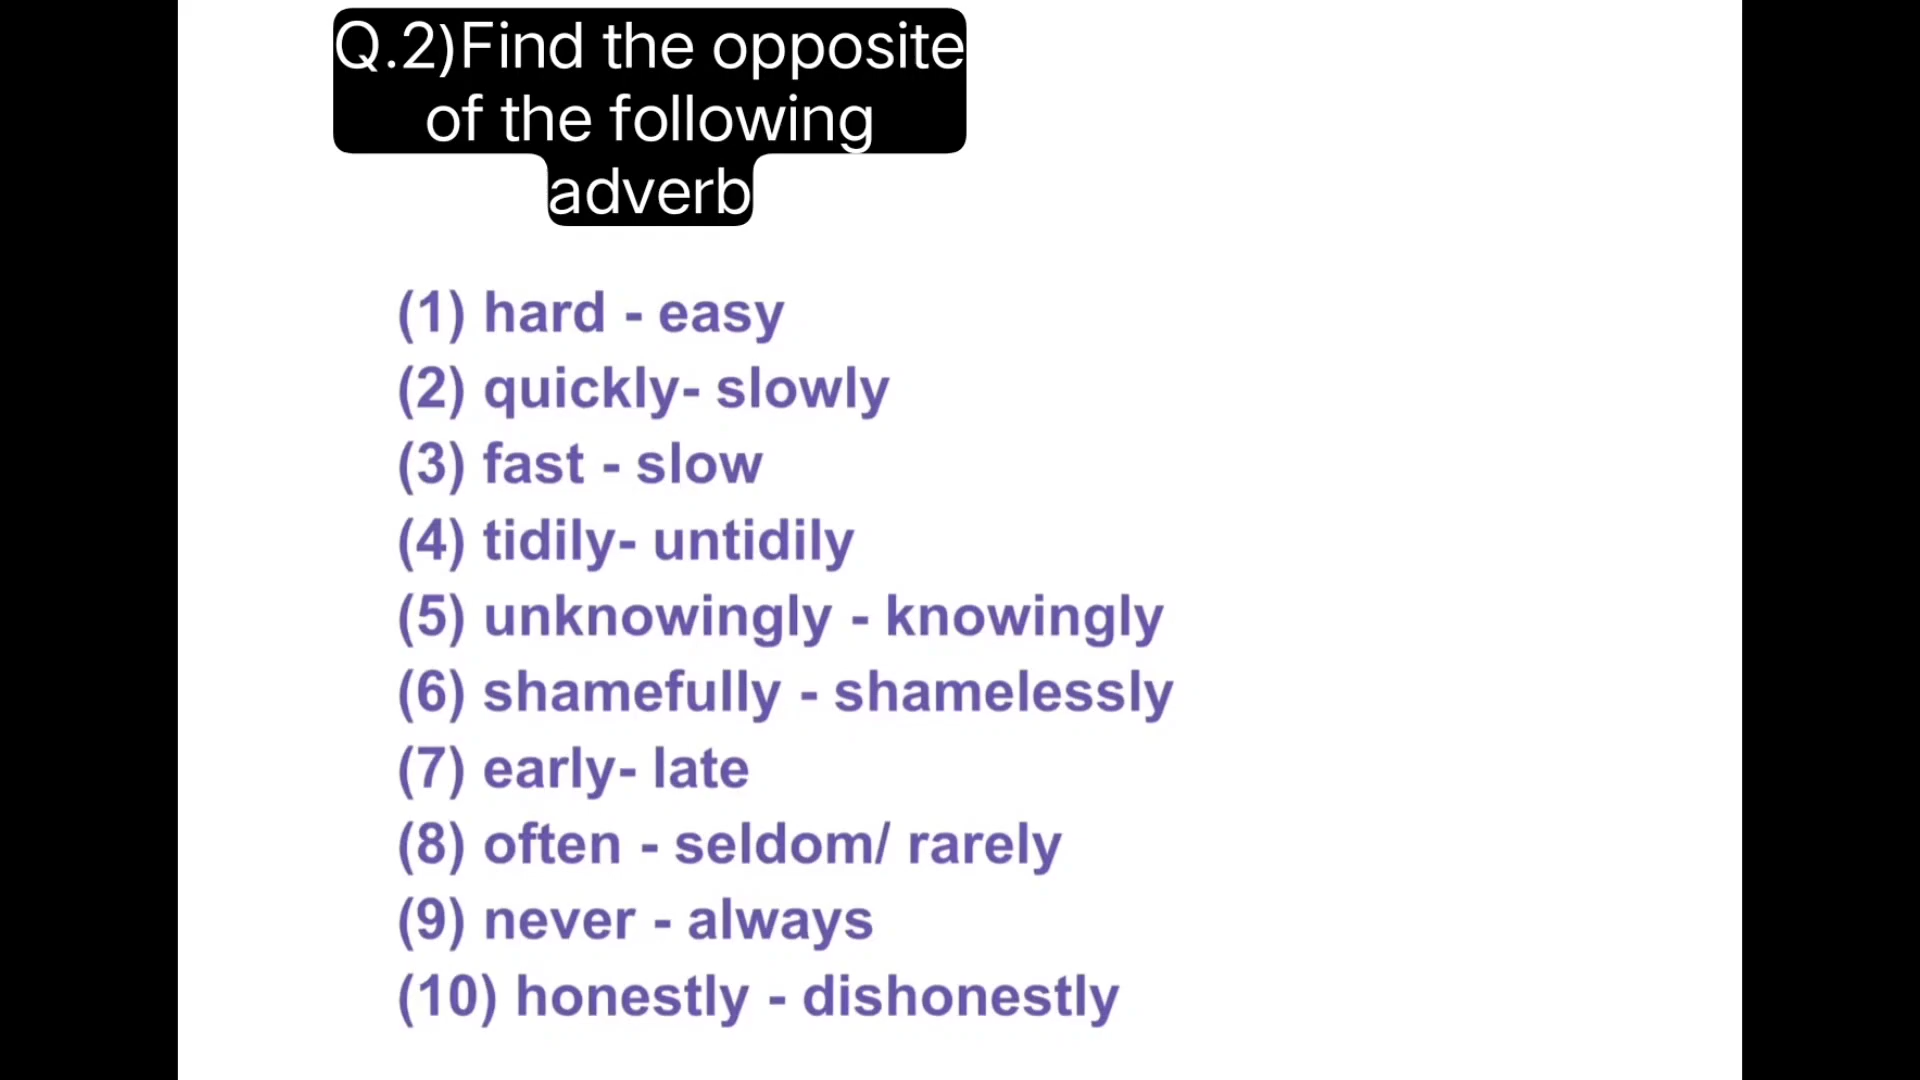 Q.2)Find the opposite
of the following
adverb
(1) hard - easy
(2) quickly- slowly
(3) fast - slow
(4) tidily- untidily
(5) unknowingly - knowingly
(6) shamefully - shamelessly
(7) early- late
(8) often - seldom/ rarely
(9) never - always
(10) honestly - dishonestly